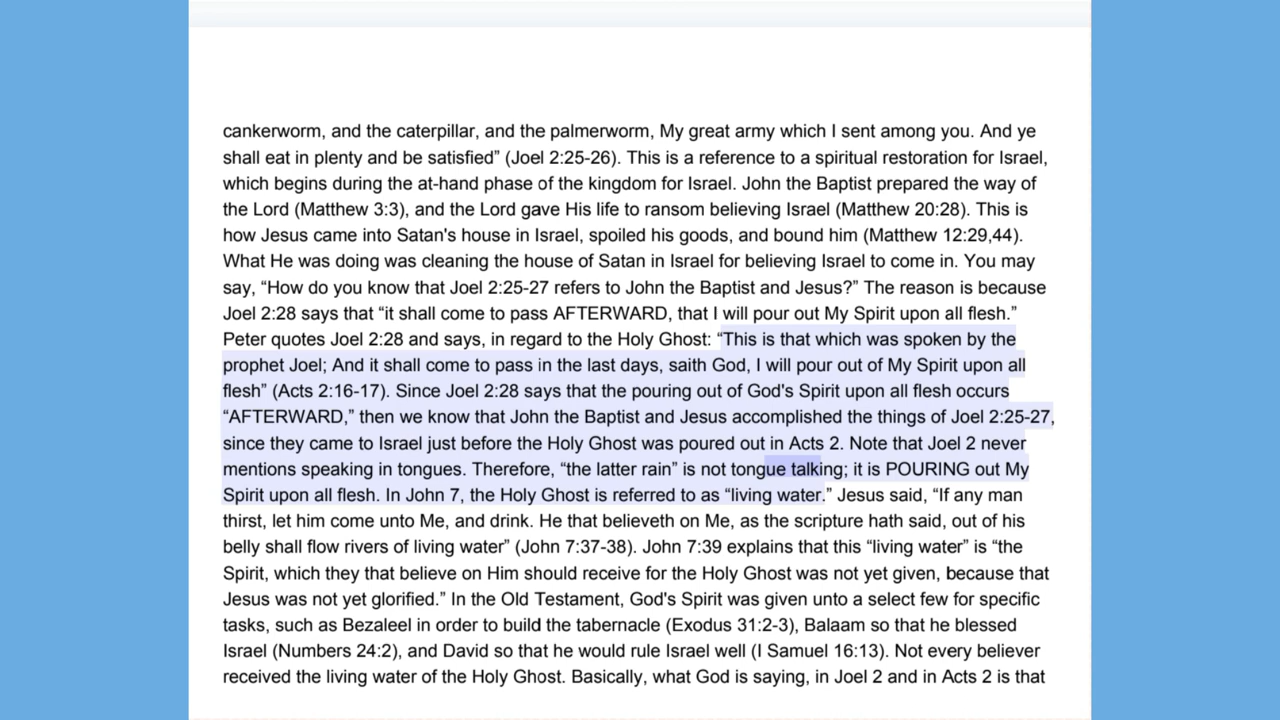 cankerworm, and the caterpillar, and the palmerworm, My great army which I sent among you. And ye
shall eat in plenty and be satisfied” (Joel 2:25-26). This is a reference to a spiritual restoration for Israel,
which begins during the at-hand phase of the kingdom for Israel. John the Baptist prepared the way of
the Lord (Matthew 3:3), and the Lord gave His life to ransom believing Israel (Matthew 20:28). This is
how Jesus came into Satan's house in Israel, spoiled his goods, and bound him (Matthew 12:29,44).
What He was doing was cleaning the house of Satan in Israel for believing Israel to come in. You may
say, “How do you know that Joel 2:25-27 refers to John the Baptist and Jesus?” The reason is because
Joel 2:28 says that “it shall come to pass AFTERWARD, that I will pour out My Spirit upon all flesh.”
Peter quotes Joel 2:28 and says, in regard to the Holy Ghost: “This is that which was spoken by the
prophet Joel; And it shall come to pass in the last days, saith God, I will pour out of My Spirit upon all
flesh” (Acts 2:16-17). Since Joel 2:28 says that the pouring out of God's Spirit upon all flesh occurs
“AFTERWARD,” then we know that John the Baptist and Jesus accomplished the things of Joel 2:25-27,
since they came to Israel just before the Holy Ghost was poured out in Acts 2. Note that Joel 2 never
mentions speaking in tongues. Therefore, “the latter rain” is not tongue talking; it is POURING out My
Spirit upon all flesh. In John 7, the Holy Ghost is referred to as “living water.” Jesus said, “If any man
thirst, let him come unto Me, and drink. He that believeth on Me, as the scripture hath said, out of his
belly shall flow rivers of living water” (John 7:37-38). John 7:39 explains that this “living water” is “the
Spirit, which they that believe on Him should receive for the Holy Ghost was not yet given, because that
Jesus was not yet glorified.” In the Old Testament, God's Spirit was given unto a select few for specific
tasks, such as Bezaleel in order to build the tabernacle (Exodus 31:2-3), Balaam so that he blessed
Israel (Numbers 24:2), and David so that he would rule Israel well (I Samuel 16:13). Not every believer
received the living water of the Holy Ghost. Basically, what God is saying, in Joel 2 and in Acts 2 is that